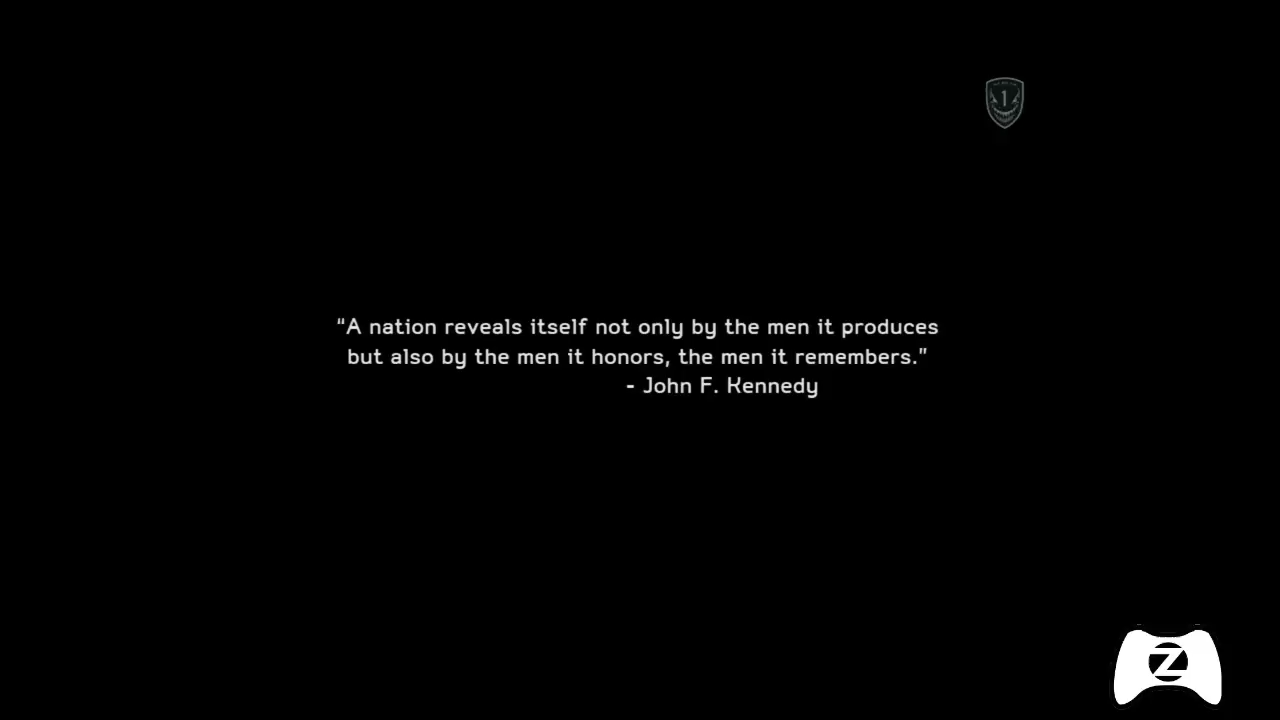 1
“A nation reveals itself not only by the men it produces
but also by the men it honors, the men it remembers.”
- John F. Kennedy
Z